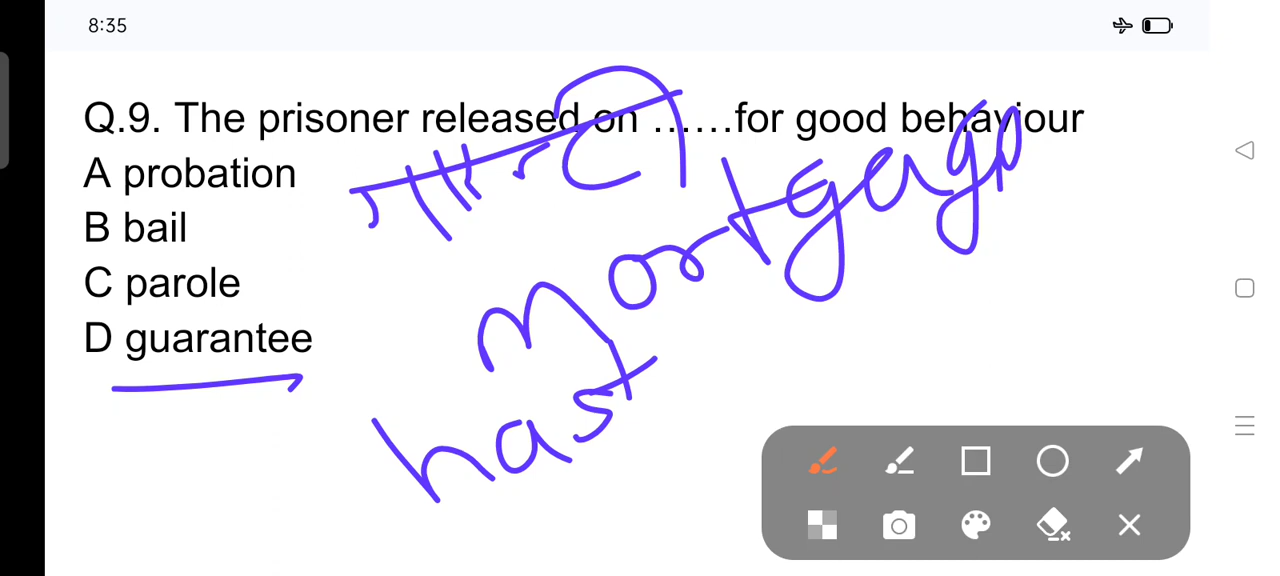 8:35
Q.9. The prisoner released on ......for good behaviour
A probation
B bail
C parole
D guarantee
mortgage
hast